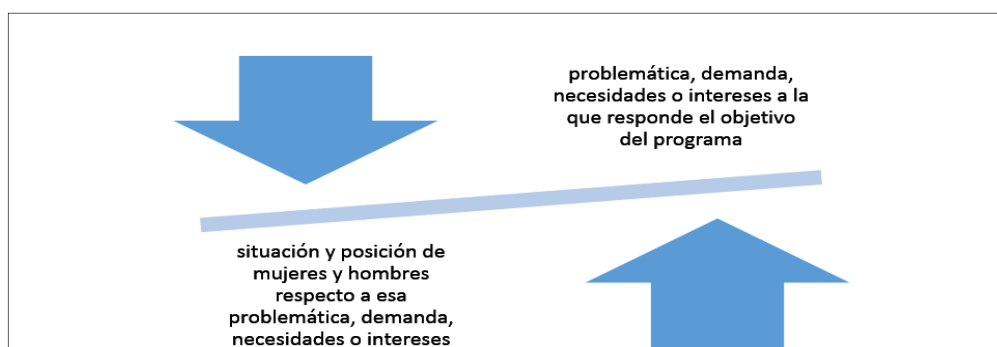 problemática, demanda,
necesidades o intereses a la
que responde el objetivo
del programa
situación y posición de
mujeres y hombres
respecto a esa
problemática, demanda,
necesidades o intereses